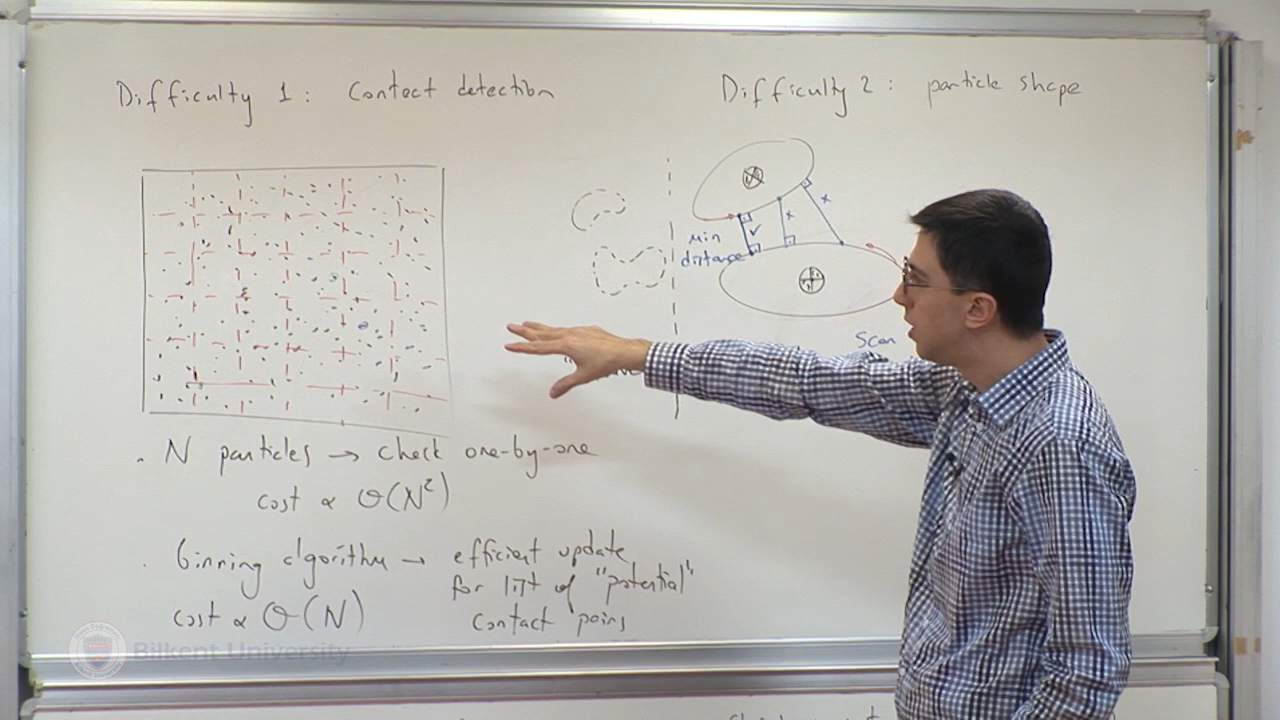 Difficulty 1 : Contact detection
N particles → check one-by-one
cost ∝ O(N²)
binning algorithm → efficient update
for list of "potential"
contact pairs
cost ∝ O(N)
Difficulty 2 : particle shape
min
distance
Scan
Bilkent University